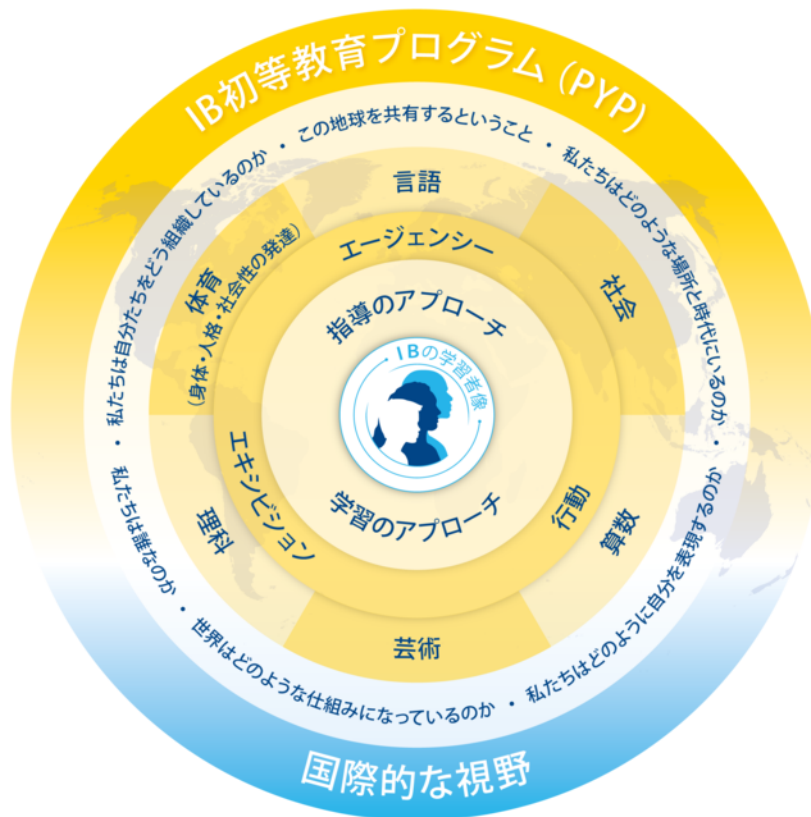 IB初等教育プログラム (PYP)
この地球を共有するということ ・ 私たちはどのような場所と時代にいるのか ・ 私たちはどのように自分を表現するのか ・ 世界はどのような仕組みになっているのか ・ 私たちは誰なのか ・ 私たちは自分たちをどう組織しているのか ・
言語
社会
算数
芸術
理科
体育
(身体・人格・社会性の発達)
エージェンシー
行動
エキシビション
指導のアプローチ
IBの学習者像
学習のアプローチ
国際的な視野